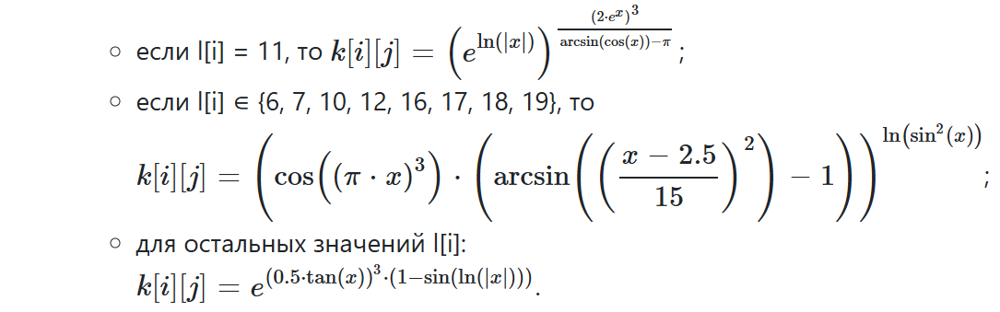 ◦ если l[i] = 11, то $k[i][j] = \left(e^{\ln(|x|)}\right)^{\frac{(2 \cdot e^x)^3}{\arcsin(\cos(x)) - \pi}}$;
◦ если l[i] ∈ {6, 7, 10, 12, 16, 17, 18, 19}, то
$k[i][j] = \left(\cos\left((\pi \cdot x)^3\right) \cdot \left(\arcsin\left(\left(\frac{x - 2.5}{15}\right)^2\right) - 1\right)\right)^{\ln(\sin^2(x))}$;
◦ для остальных значений l[i]:
$k[i][j] = e^{(0.5 \cdot \tan(x))^3 \cdot (1 - \sin(\ln(|x|)))}$.